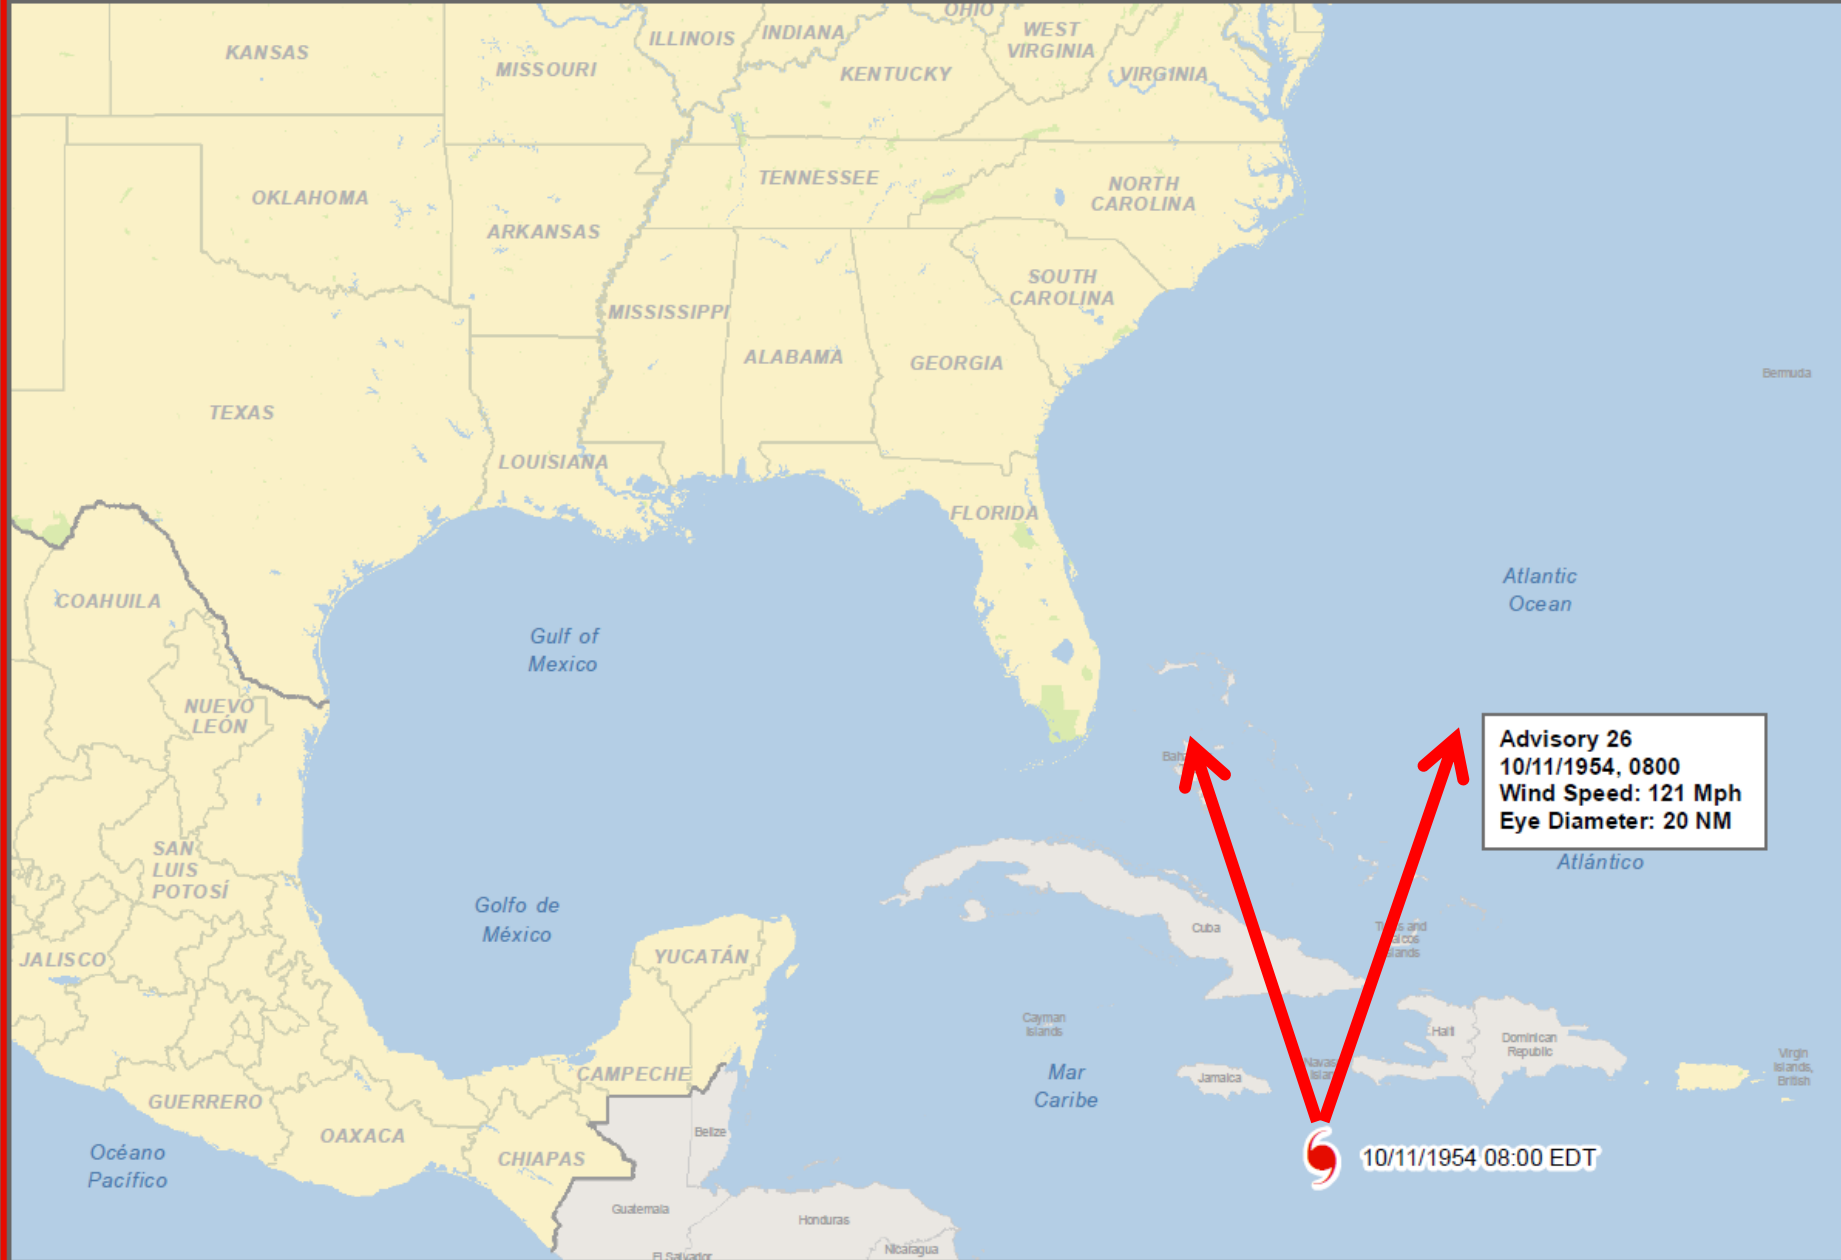 OHIO
KANSAS
MISSOURI
ILLINOIS
INDIANA
WEST
VIRGINIA
KENTUCKY
VIRGINIA
OKLAHOMA
ARKANSAS
TENNESSEE
NORTH
CAROLINA
SOUTH
CAROLINA
MISSISSIPPI
ALABAMA
GEORGIA
Bermuda
TEXAS
LOUISIANA
FLORIDA
Atlantic
Ocean
COAHUILA
Gulf of
Mexico
NUEVO
LEÓN
Advisory 26
10/11/1954, 0800
Wind Speed: 121 Mph
Eye Diameter: 20 NM
Atlántico
SAN
LUIS
POTOSÍ
Golfo de
México
Cuba
and
JALISCO
YUCATÁN
Cayman
Islands
Haiti
Dominican
Republic
Virgin
Islands,
British
Mar
Caribe
Jamaica
CAMPECHE
GUERRERO
OAXACA
Belize
CHIAPAS
Océano
Pacífico
10/11/1954 08:00 EDT
Guatemala
Honduras
El Salvador
Nicaragua